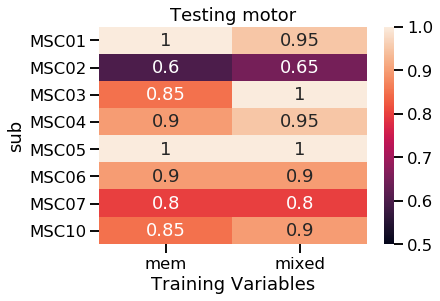 Testing motor
MSC01 1 0.95
MSC02 0.6 0.65
MSC03 0.85 1
MSC04 0.9 0.95
MSC05 1 1
MSC06 0.9 0.9
MSC07 0.8 0.8
MSC10 0.85 0.9
mem mixed
Training Variables
sub
1.0
0.9
0.8
0.7
0.6
0.5